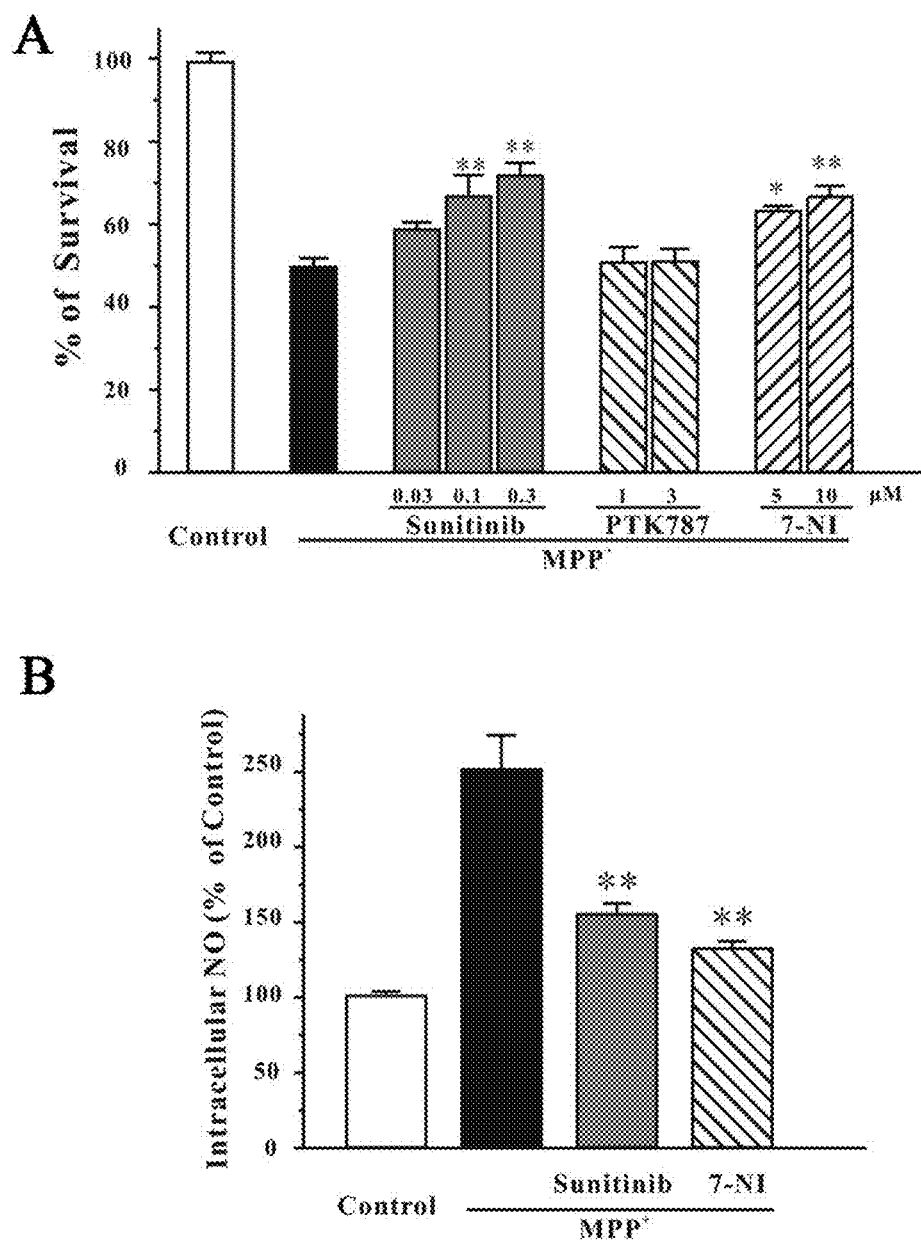 A
% of Survival
100
80
60
40
20
0
**
**
*
**
0.03 0.1 0.3 1 3 5 10 μM
Control Sunitinib PTK787 7-NI
MPP+
B
Intracellular NO (% of Control)
250
200
150
100
50
0
**
**
Sunitinib 7-NI
Control
MPP+